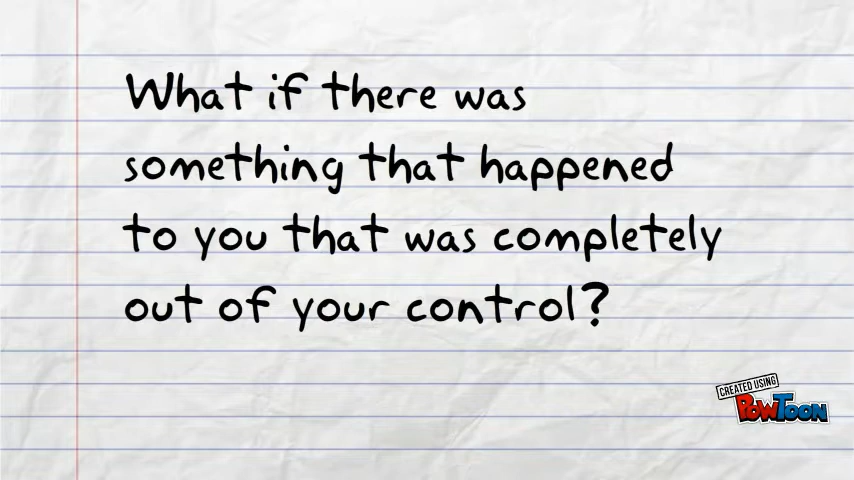 What if there was
something that happened
to you that was completely
out of your control?
CREATED USING
POWTOON